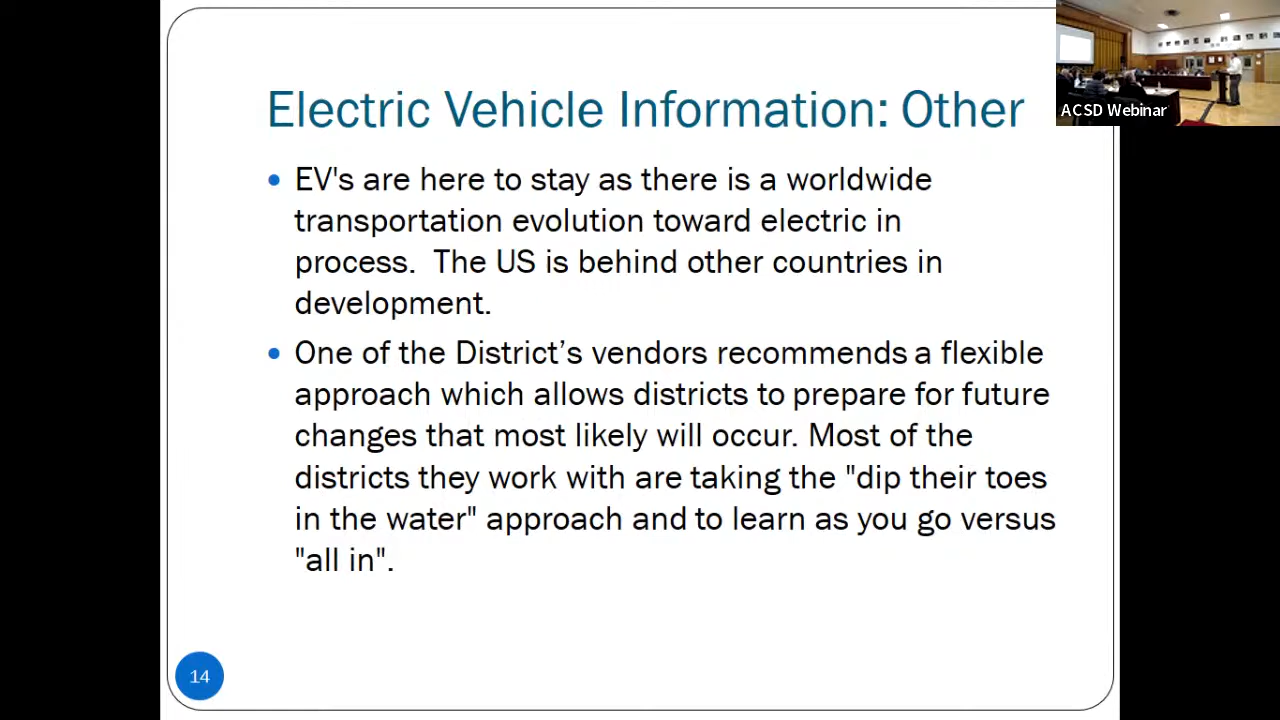 Electric Vehicle Information: Other
ACSD Webinar
EV's are here to stay as there is a worldwide
transportation evolution toward electric in
process.  The US is behind other countries in
development.
One of the District’s vendors recommends a flexible
approach which allows districts to prepare for future
changes that most likely will occur. Most of the
districts they work with are taking the "dip their toes
in the water" approach and to learn as you go versus
"all in".
14